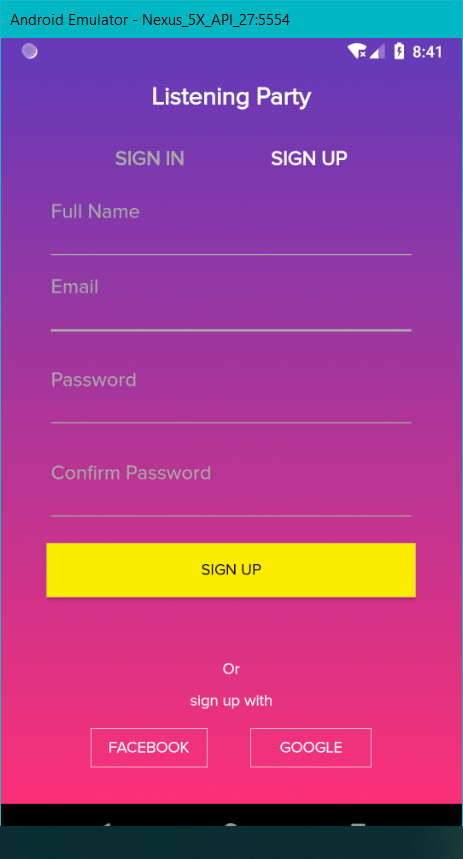 Android Emulator - Nexus_5X_API_27:5554
8:41
Listening Party
SIGN IN SIGN UP
Full Name
Email
Password
Confirm Password
SIGN UP
Or
sign up with
FACEBOOK GOOGLE